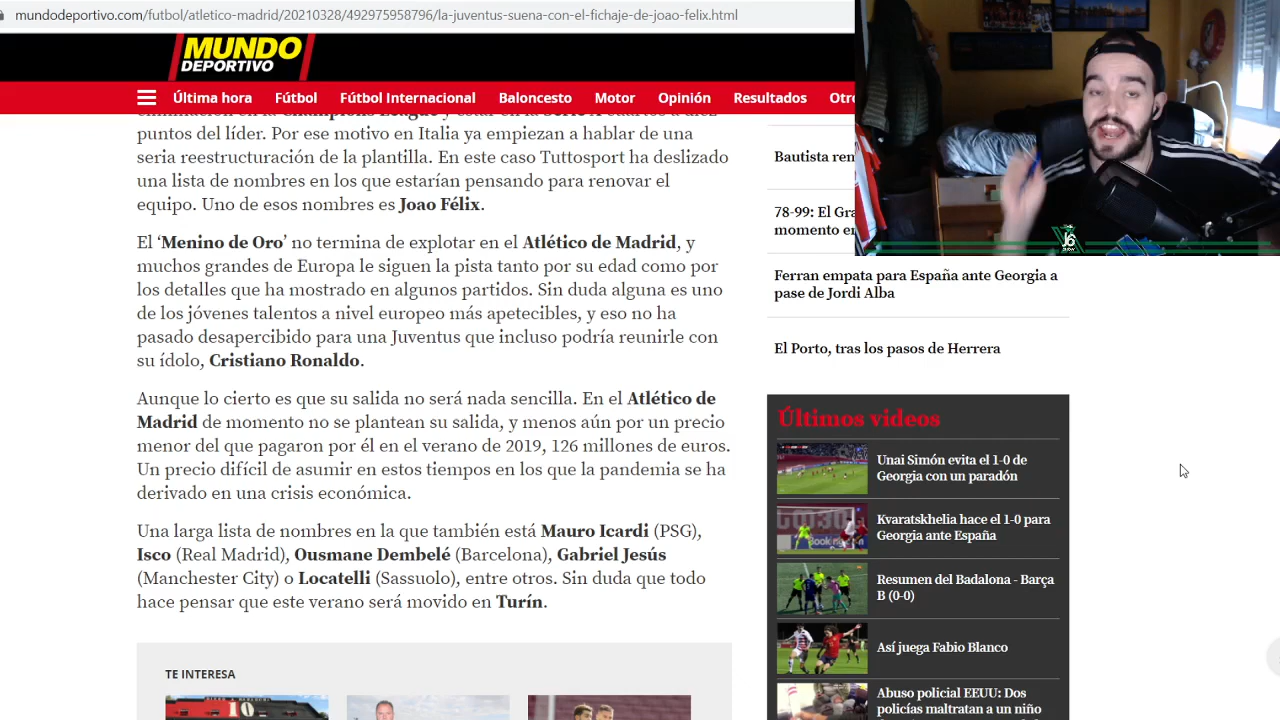 mundodeportivo.com/futbol/atletico-madrid/20210328/492975958796/la-juventus-suena-con-el-fichaje-de-joao-felix.html
MUNDO
DEPORTIVO
Última hora Fútbol Fútbol Internacional Baloncesto Motor Opinión Resultados Otro
eliminación en la Champions League y estar en la Serie A cuartos a diez
puntos del líder. Por ese motivo en Italia ya empiezan a hablar de una
seria reestructuración de la plantilla. En este caso Tuttosport ha deslizado
una lista de nombres en los que estarían pensando para renovar el
equipo. Uno de esos nombres es Joao Félix.
El ‘Menino de Oro’ no termina de explotar en el Atlético de Madrid, y
muchos grandes de Europa le siguen la pista tanto por su edad como por
los detalles que ha mostrado en algunos partidos. Sin duda alguna es uno
de los jóvenes talentos a nivel europeo más apetecibles, y eso no ha
pasado desapercibido para una Juventus que incluso podría reunirle con
su ídolo, Cristiano Ronaldo.
Aunque lo cierto es que su salida no será nada sencilla. En el Atlético de
Madrid de momento no se plantean su salida, y menos aún por un precio
menor del que pagaron por él en el verano de 2019, 126 millones de euros.
Un precio difícil de asumir en estos tiempos en los que la pandemia se ha
derivado en una crisis económica.
Una larga lista de nombres en la que también está Mauro Icardi (PSG),
Isco (Real Madrid), Ousmane Dembelé (Barcelona), Gabriel Jesús
(Manchester City) o Locatelli (Sassuolo), entre otros. Sin duda que todo
hace pensar que este verano será movido en Turín.
TE INTERESA
10
Bautista ren
78-99: El Gra
momento en
Ferran empata para España ante Georgia a
pase de Jordi Alba
El Porto, tras los pasos de Herrera
Últimos videos
Unai Simón evita el 1-0 de
Georgia con un paradón
Kvaratskhelia hace el 1-0 para
Georgia ante España
Resumen del Badalona - Barça
B (0-0)
Así juega Fabio Blanco
Abuso policial EEUU: Dos
policías maltratan a un niño
J6